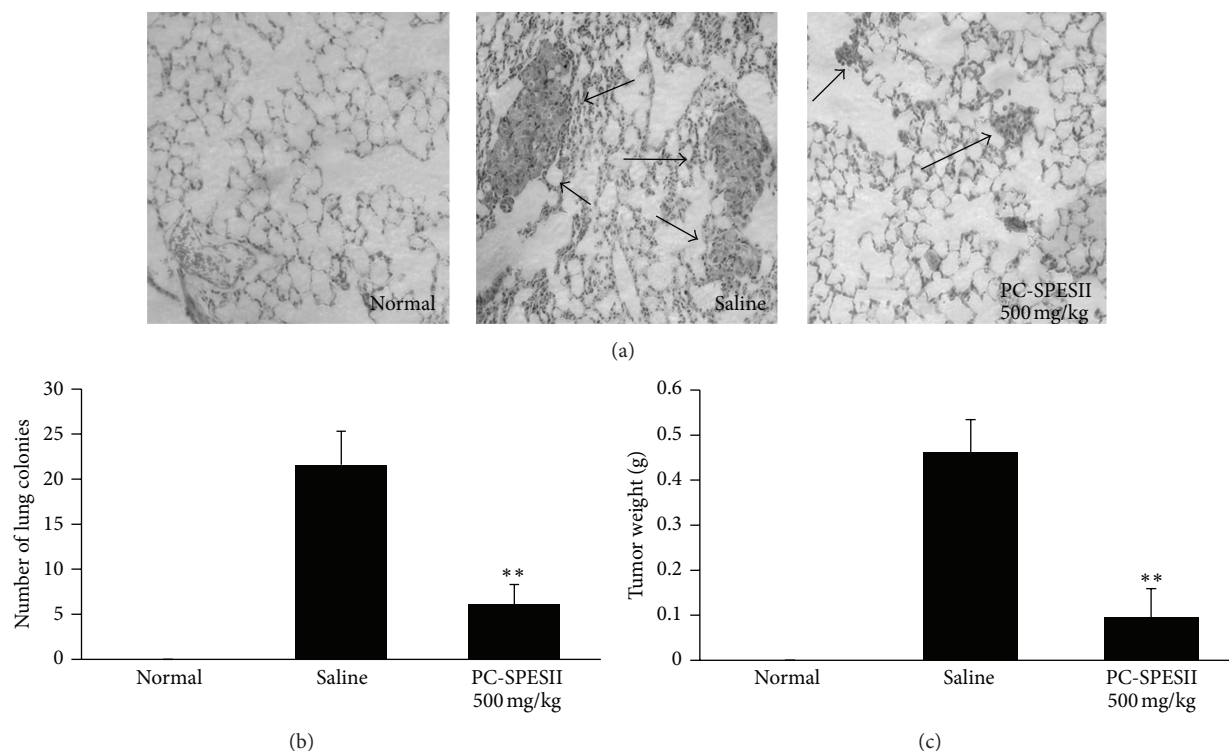 Normal
Saline
PC-SPESII
500 mg/kg
(a)
Number of lung colonies
30
25
20
15
10
5
0
**
Normal
Saline
PC-SPESII
500 mg/kg
(b)
Tumor weight (g)
0.6
0.5
0.4
0.3
0.2
0.1
0
**
Normal
Saline
PC-SPESII
500 mg/kg
(c)